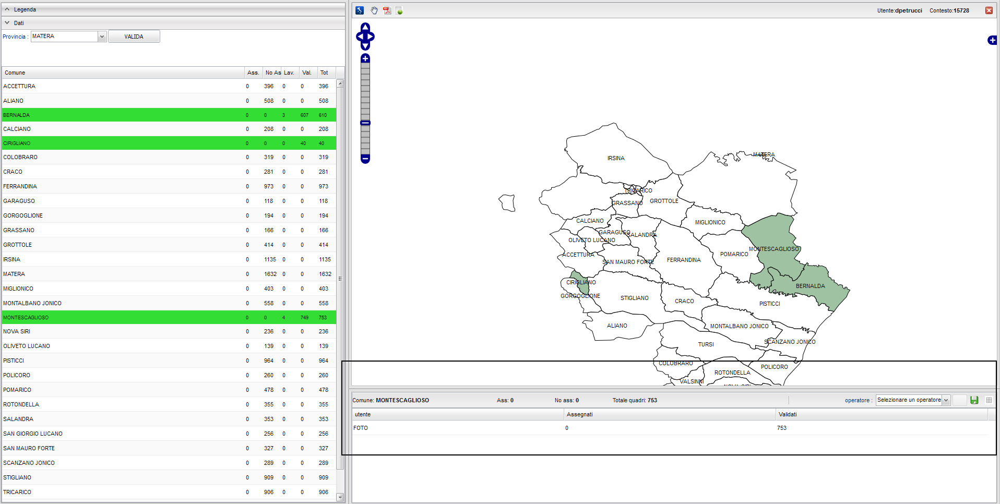 Legenda
Dati
Provincia : MATERA VALIDA
Comune Ass. No As Lav. Val. Tot
ACCETTURA 0 396 0 0 396
ALIANO 0 508 0 0 508
BERNALDA 0 0 3 607 610
CALCIANO 0 208 0 0 208
CIRIGLIANO 0 0 0 40 40
COLOBRARO 0 319 0 0 319
CRACO 0 281 0 0 281
FERRANDINA 0 973 0 0 973
GARAGUSO 0 118 0 0 118
GORGOGLIONE 0 194 0 0 194
GRASSANO 0 166 0 0 166
GROTTOLE 0 414 0 0 414
IRSINA 0 1135 0 0 1135
MATERA 0 1632 0 0 1632
MIGLIONICO 0 403 0 0 403
MONTALBANO JONICO 0 558 0 0 558
MONTESCAGLIOSO 0 0 4 749 753
NOVA SIRI 0 236 0 0 236
OLIVETO LUCANO 0 139 0 0 139
PISTICCI 0 964 0 0 964
POLICORO 0 260 0 0 260
POMARICO 0 478 0 0 478
ROTONDELLA 0 355 0 0 355
SALANDRA 0 353 0 0 353
SAN GIORGIO LUCANO 0 256 0 0 256
SAN MAURO FORTE 0 327 0 0 327
SCANZANO JONICO 0 289 0 0 289
STIGLIANO 0 909 0 0 909
TRICARICO 0 906 0 0 906
Utente:dpetrucci Contesto:15728
MATERA
IRSINA
TRICARICO
GRASSANO
GROTTOLE
CALCIANO
MIGLIONICO
GARAGUSO
SALANDRA
OLIVETO LUCANO
MONTESCAGLIOSO
ACCETTURA
POMARICO
SAN MAURO FORTE
FERRANDINA
CIRIGLIANO
BERNALDA
GORGOGLIONE
STIGLIANO
CRACO
PISTICCI
ALIANO
MONTALBANO JONICO
SCANZANO JONICO
TURSI
COLOBRARO
POLICORO
ROTONDELLA
VALSINNI
NOVA SIRI
Comune: MONTESCAGLIOSO Ass: 0 No ass: 0 Totale quadri: 753 operatore : Selezionare un operatore
utente Assegnati Validati
FOTO 0 753